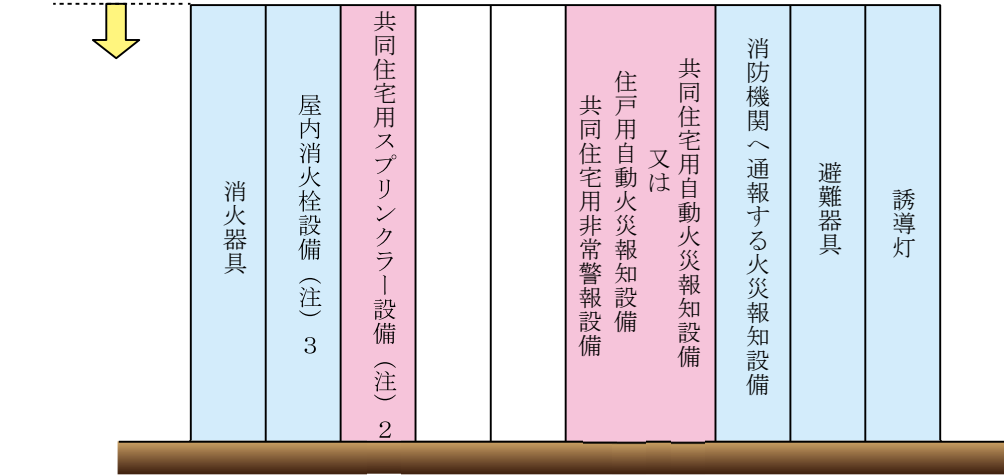 消火器具
屋内消火栓設備（注）３
共同住宅用スプリンクラー設備（注）２
共同住宅用自動火災報知設備
又は
住戸用自動火災報知設備
共同住宅用非常警報設備
消防機関へ通報する火災報知設備
避難器具
誘導灯